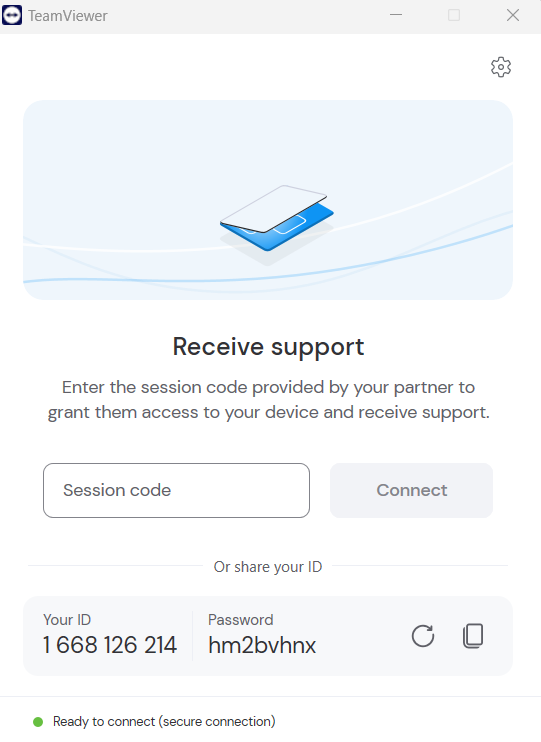 TeamViewer
Receive support
Enter the session code provided by your partner to
grant them access to your device and receive support.
Session code
Connect
Or share your ID
Your ID
Password
1 668 126 214
hm2bvhnx
Ready to connect (secure connection)